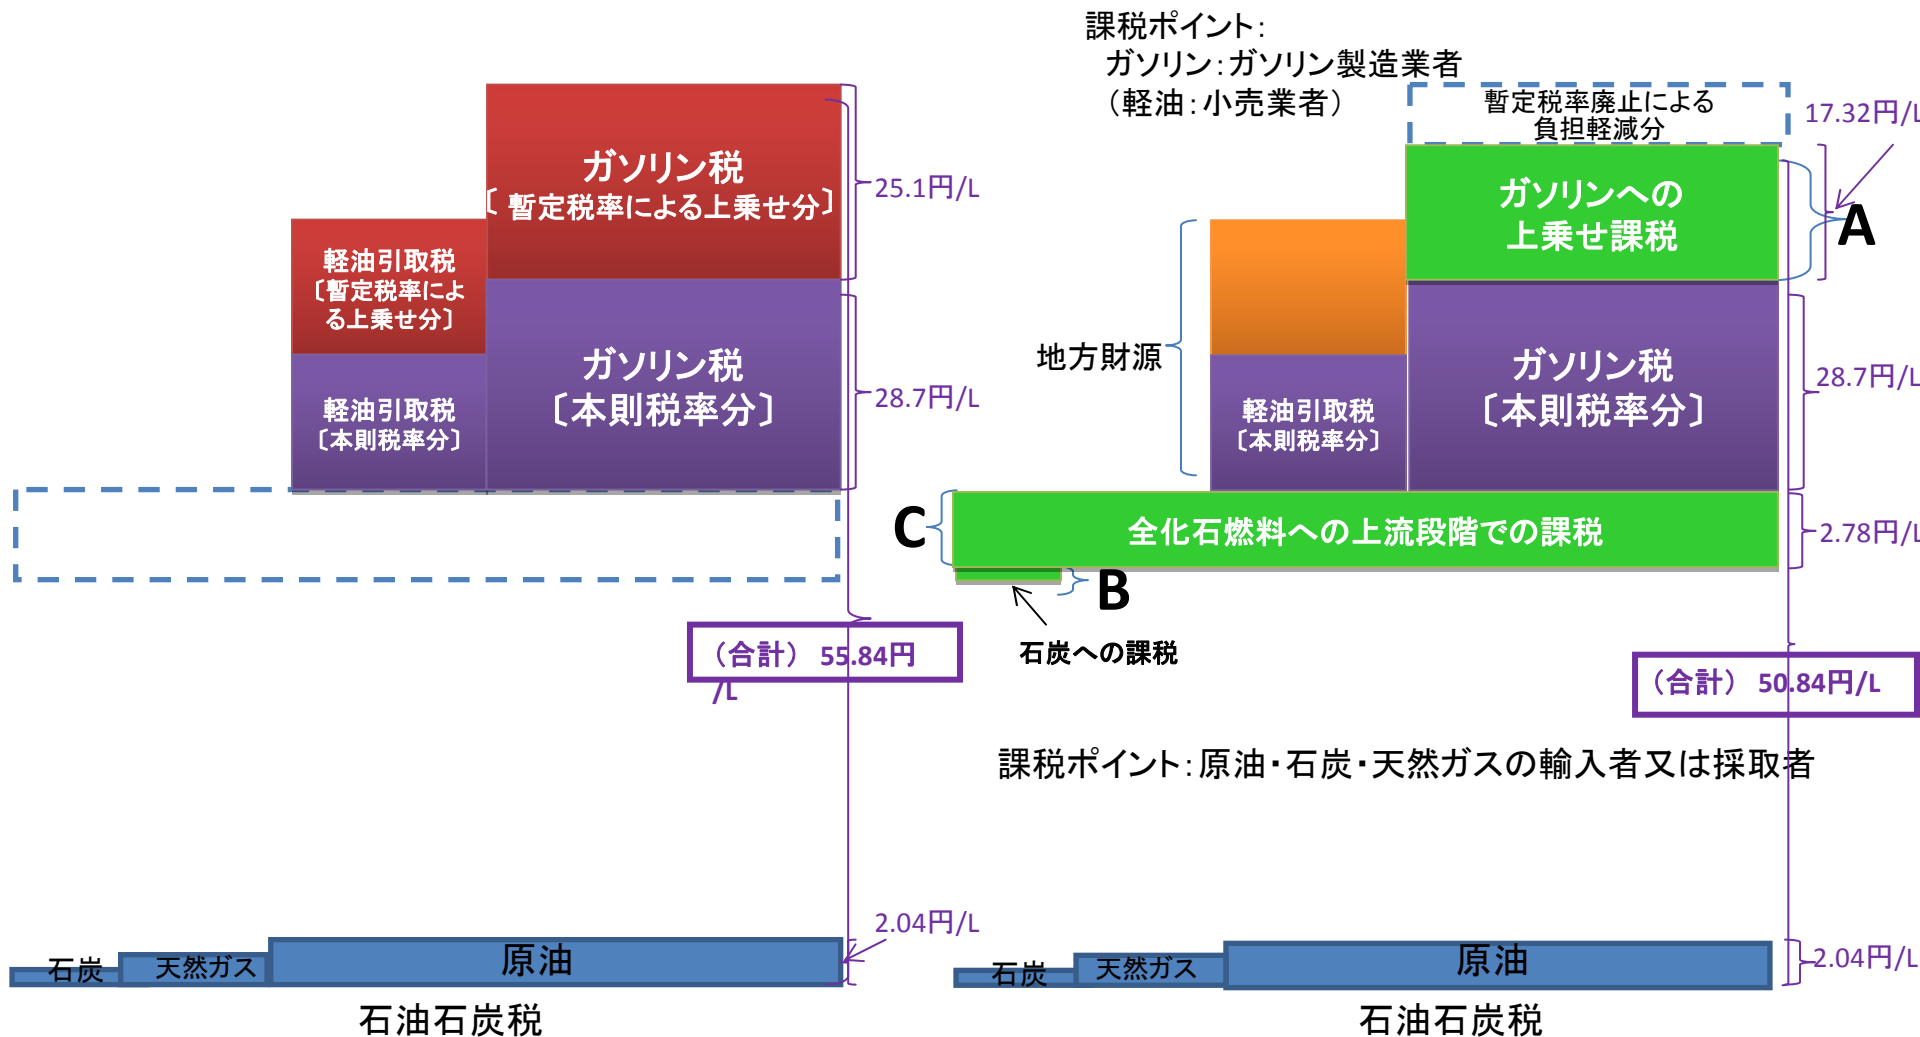 課税ポイント：
ガソリン：ガソリン製造業者
（軽油：小売業者）
ガソリン税
〔 暫定税率による上乗せ分〕
25.1円/L
軽油引取税
〔暫定税率によ
る上乗せ分〕
ガソリン税
〔本則税率分〕
28.7円/L
軽油引取税
〔本則税率分〕
（合計） 55.84円
/L
2.04円/L
石炭
天然ガス
原油
石油石炭税
暫定税率廃止による
負担軽減分
17.32円/L
ガソリンへの
上乗せ課税
A
地方財源
ガソリン税
〔本則税率分〕
28.7円/L
軽油引取税
〔本則税率分〕
C
全化石燃料への上流段階での課税
2.78円/L
B
石炭への課税
（合計） 50.84円/L
課税ポイント：原油・石炭・天然ガスの輸入者又は採取者
石炭
天然ガス
原油
2.04円/L
石油石炭税